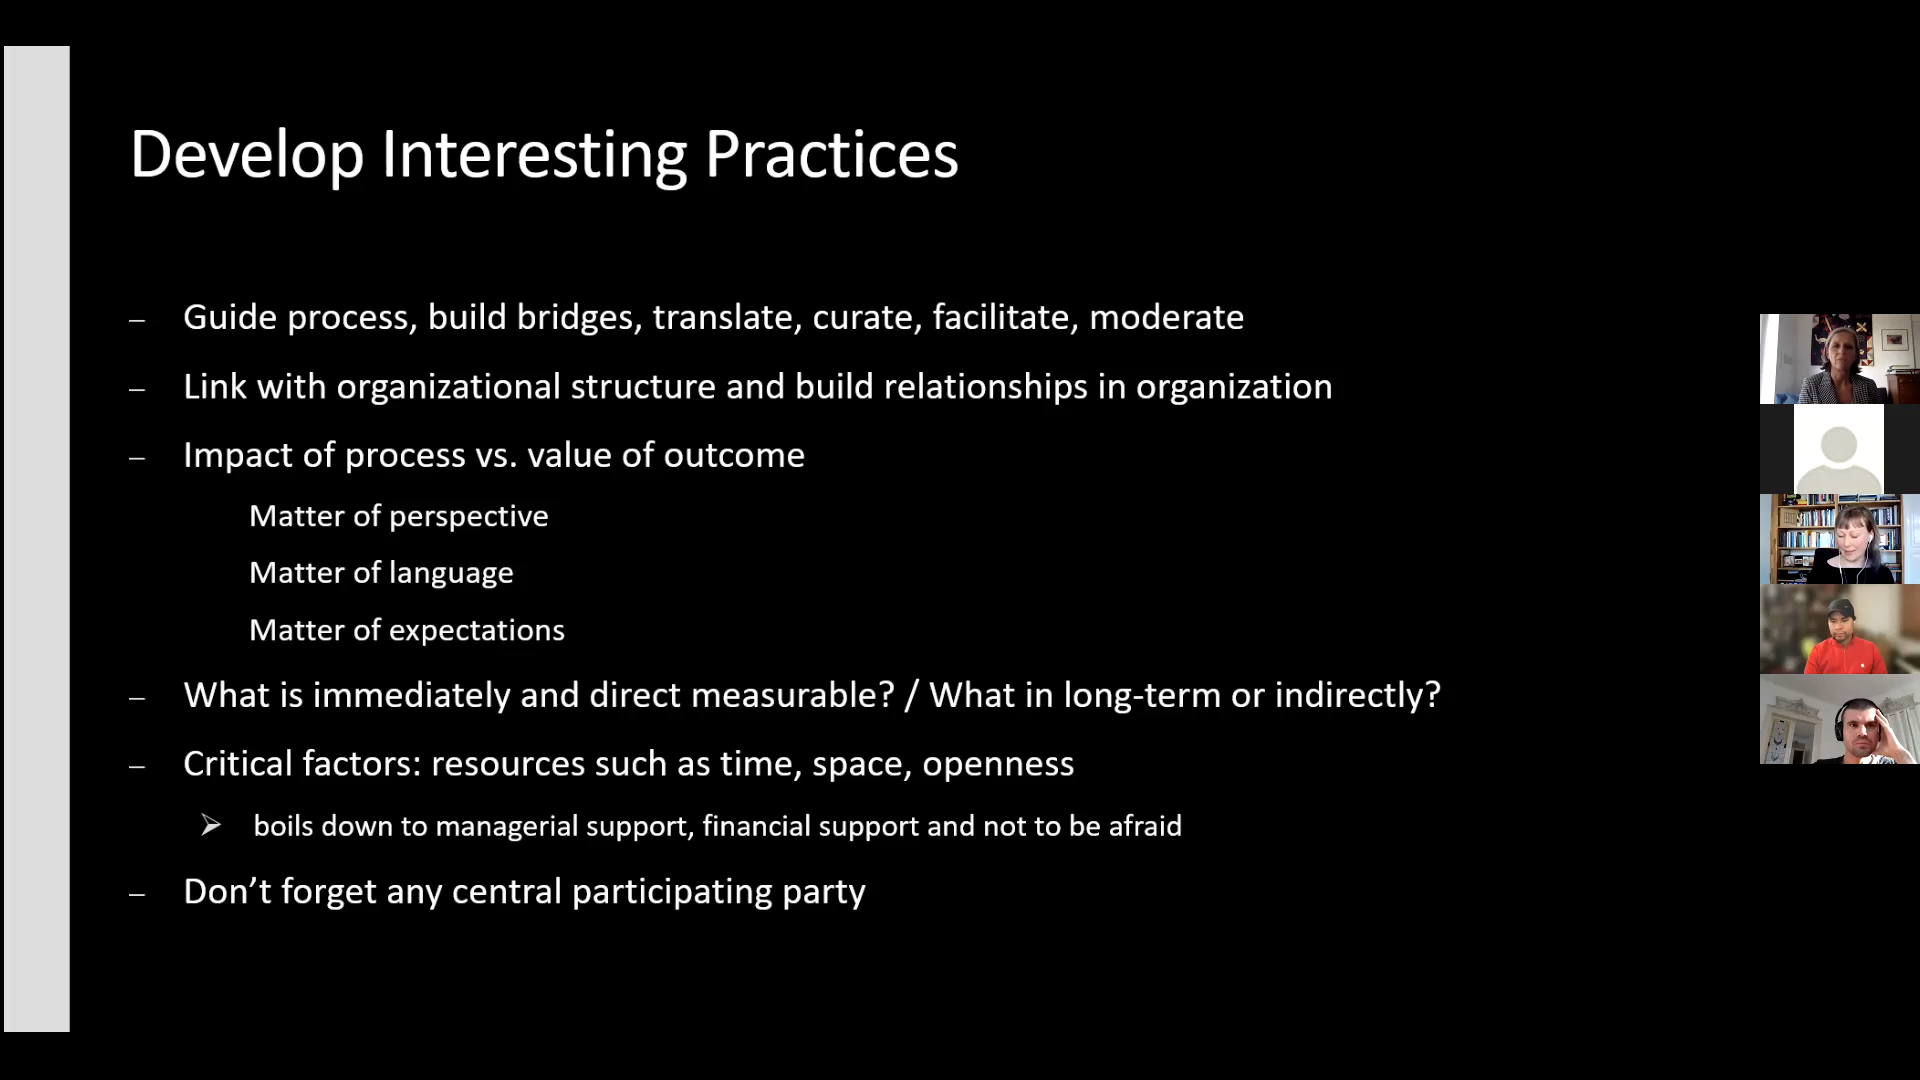 Develop Interesting Practices
– Guide process, build bridges, translate, curate, facilitate, moderate
– Link with organizational structure and build relationships in organization
– Impact of process vs. value of outcome
Matter of perspective
Matter of language
Matter of expectations
– What is immediately and direct measurable? / What in long-term or indirectly?
– Critical factors: resources such as time, space, openness
➢ boils down to managerial support, financial support and not to be afraid
– Don’t forget any central participating party